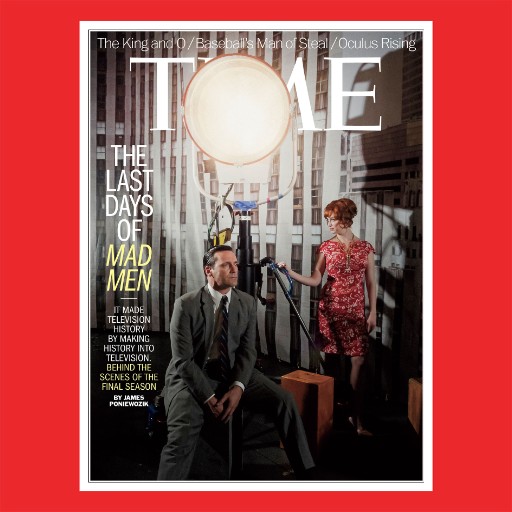 The King and O/Baseball's Man of Steal/Oculus Rising
TIME
THE
LAST
DAYS
OF
MAD
MEN
IT MADE
TELEVISION
HISTORY
BY MAKING
HISTORY INTO
TELEVISION.
BEHIND THE
SCENES OF THE
FINAL SEASON
BY JAMES
PONIEWOZIK